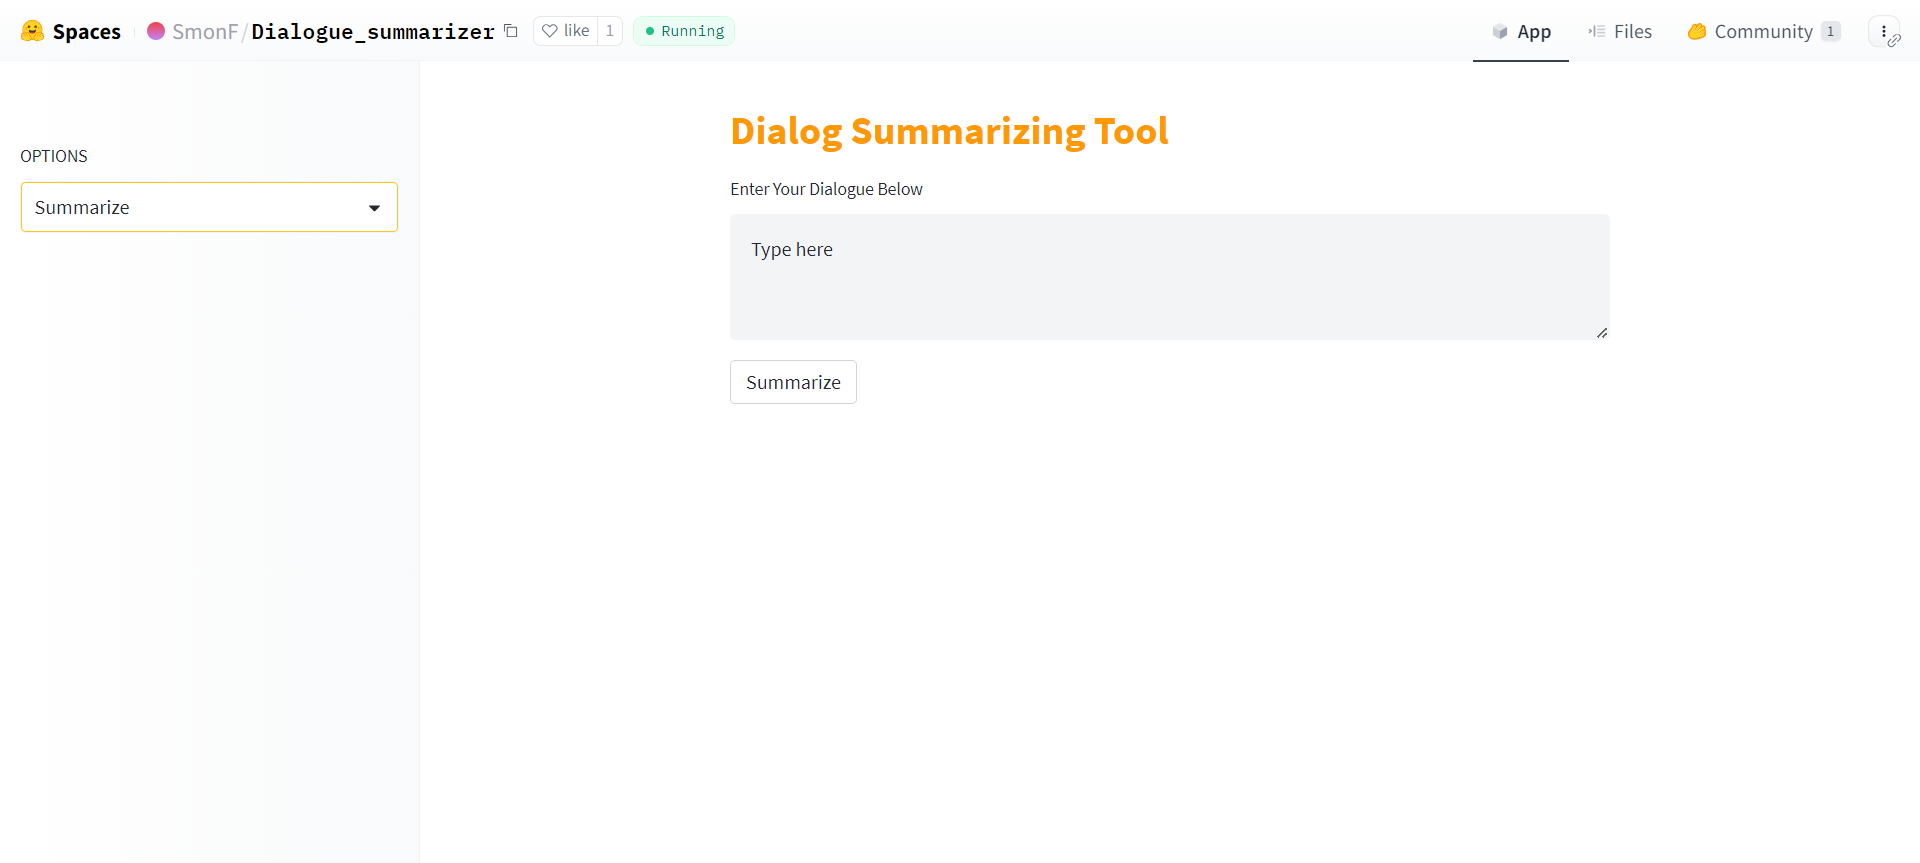 Spaces SmonF/Dialogue_summarizer like 1 Running App Files Community 1
OPTIONS
Summarize
Dialog Summarizing Tool
Enter Your Dialogue Below
Type here
Summarize